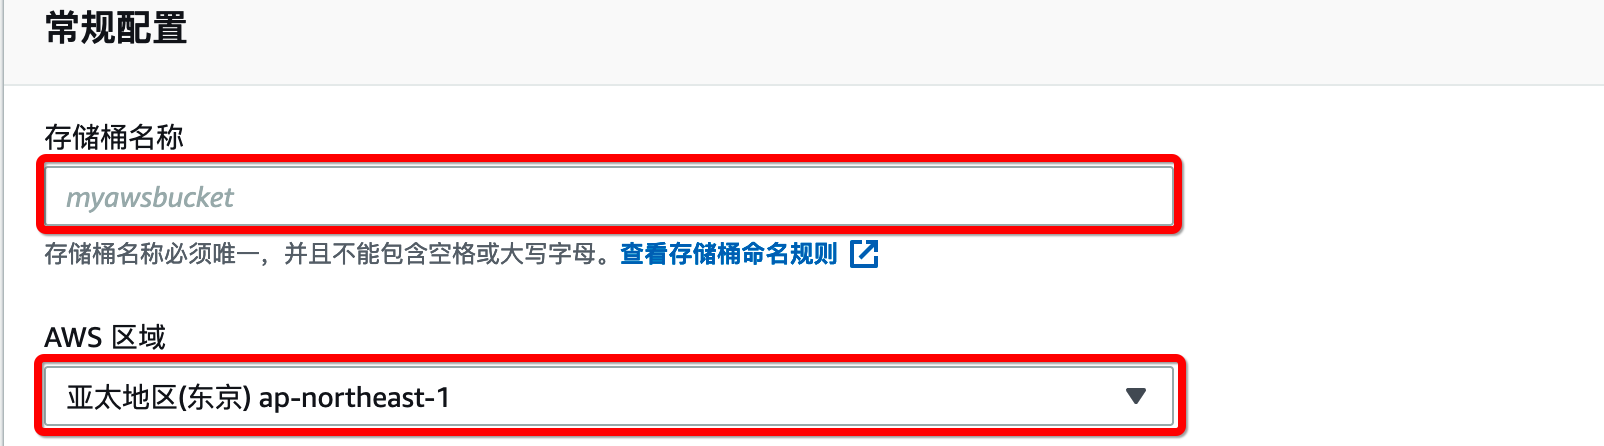 常规配置
存储桶名称
myawsbucket
存储桶名称必须唯一，并且不能包含空格或大写字母。查看存储桶命名规则
AWS 区域
亚太地区(东京) ap-northeast-1